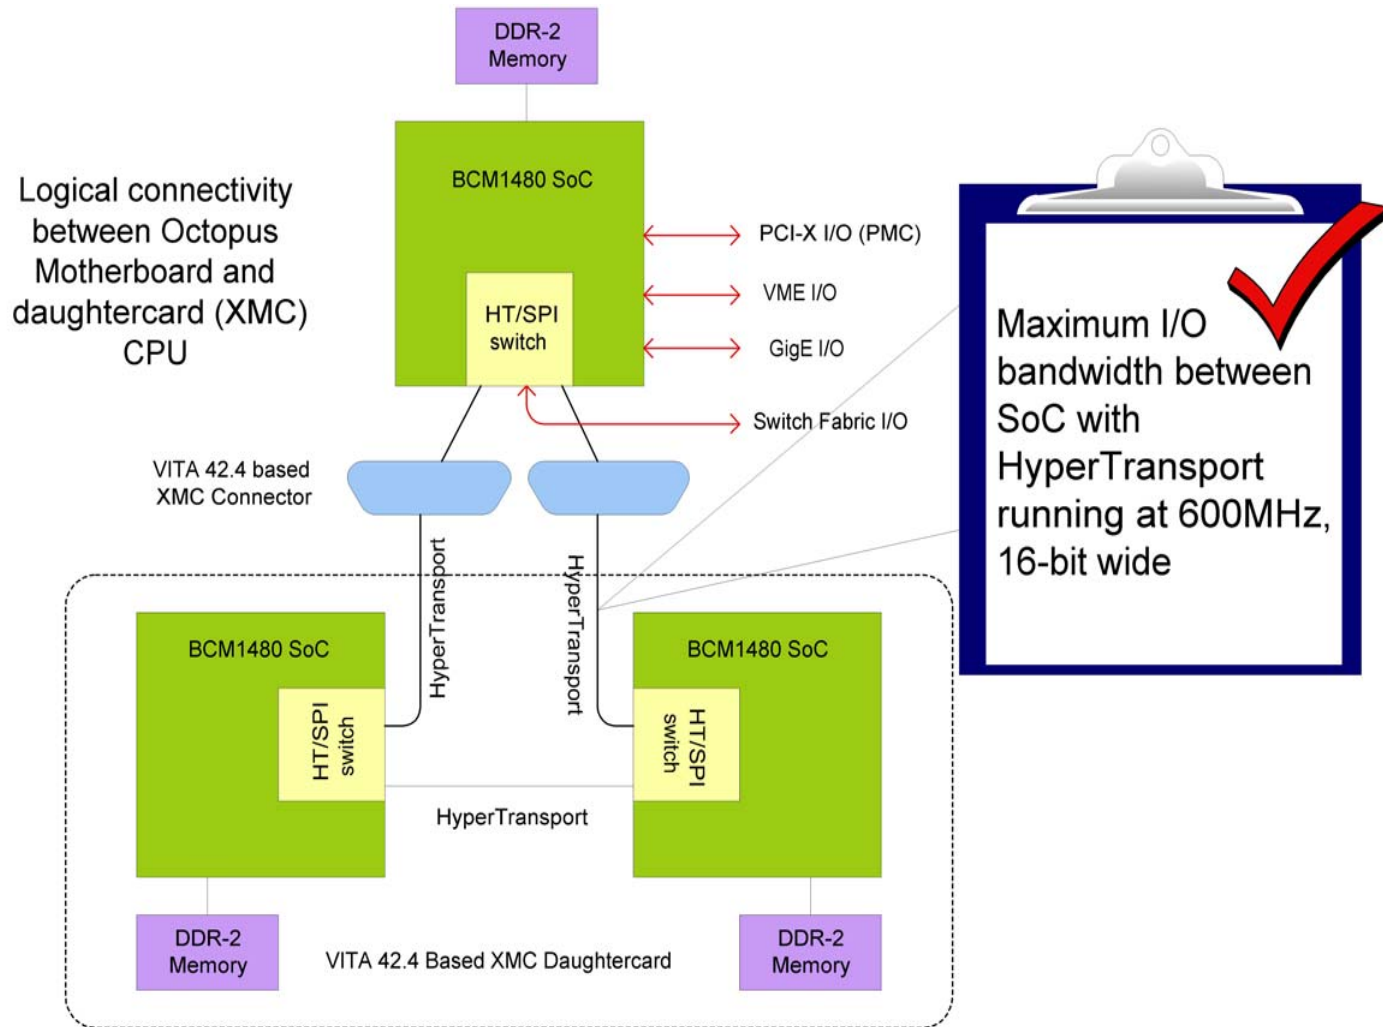 DDR-2
Memory
BCM1480 SoC
Logical connectivity
between Octopus
Motherboard and
daughtercard (XMC)
CPU
PCI-X I/O (PMC)
VME I/O
GigE I/O
Switch Fabric I/O
HT/SPI
switch
Maximum I/O
bandwidth between
SoC with
HyperTransport
running at 600MHz,
16-bit wide
VITA 42.4 based
XMC Connector
HyperTransport
HyperTransport
BCM1480 SoC
HT/SPI
switch
BCM1480 SoC
HT/SPI
switch
HyperTransport
DDR-2
Memory
VITA 42.4 Based XMC Daughtercard
DDR-2
Memory